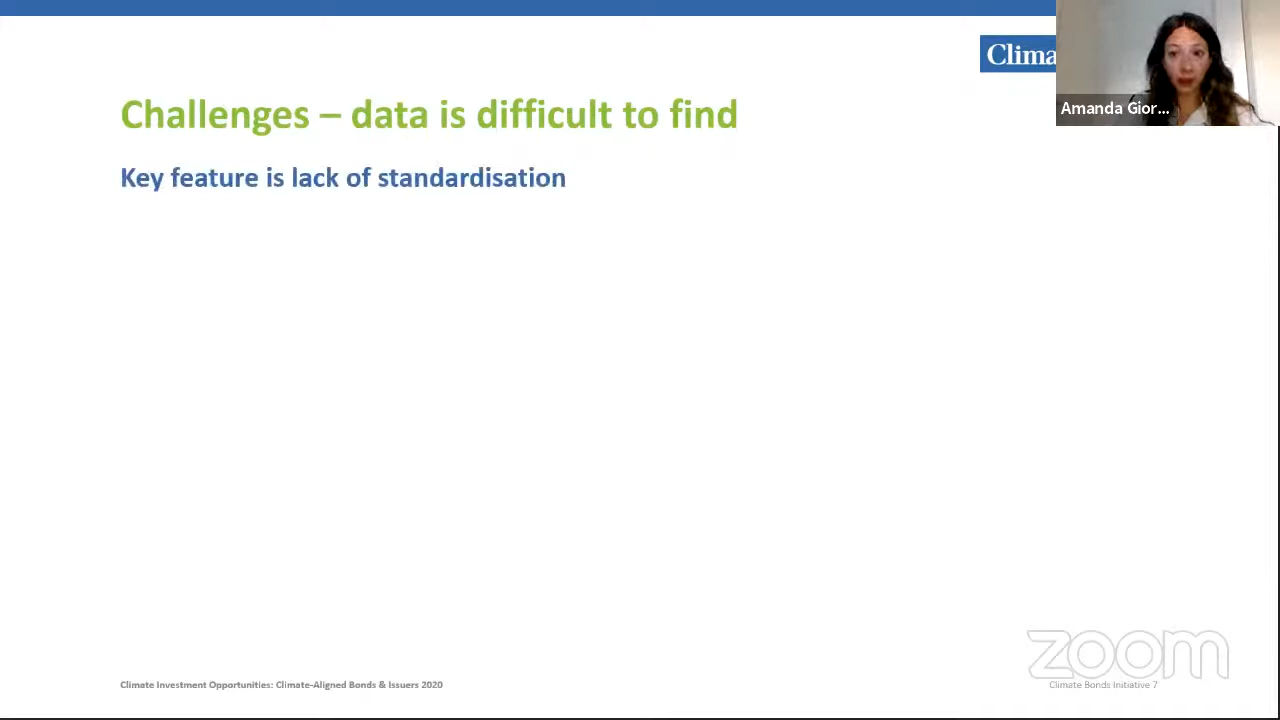 Clima
Amanda Gior...
Challenges – data is difficult to find
Key feature is lack of standardisation
zoom
Climate Investment Opportunities: Climate-Aligned Bonds & Issuers 2020
Climate Bonds Initiative 7